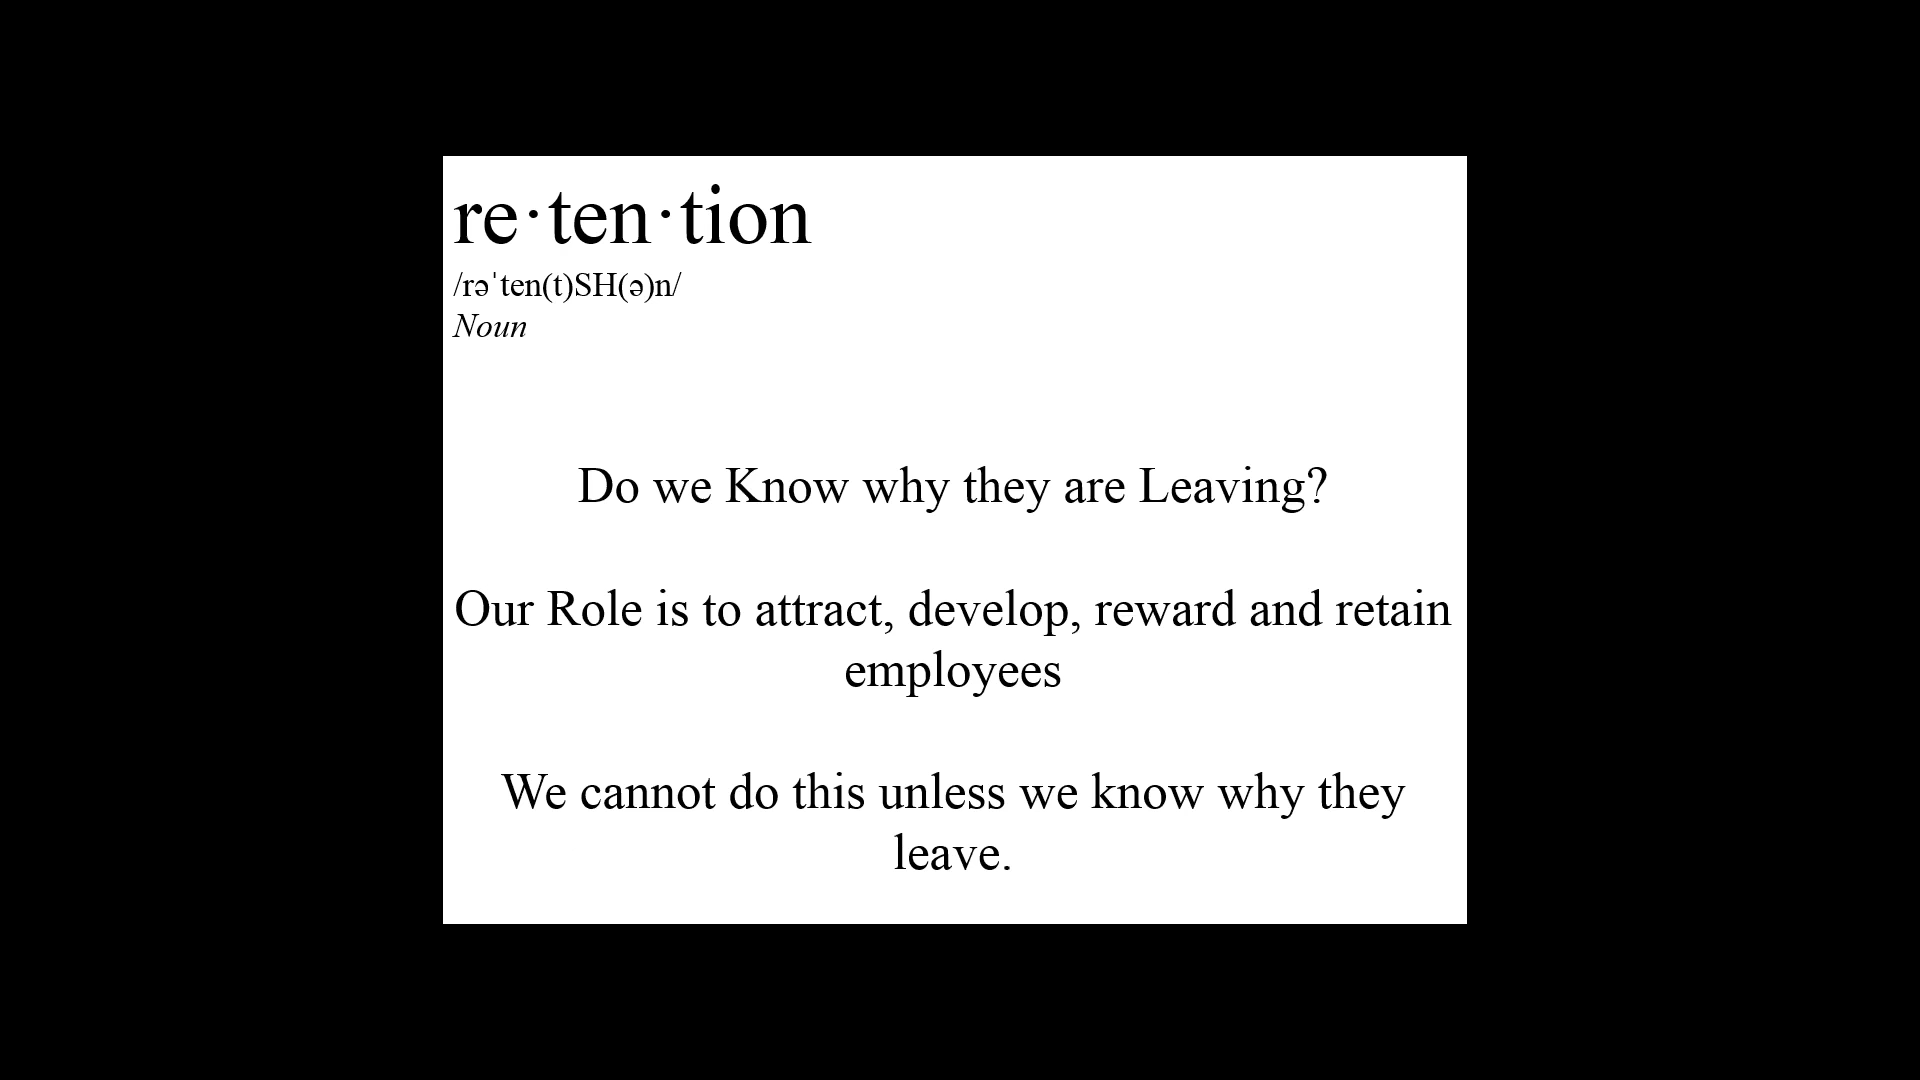 re·ten·tion
/rəˈten(t)SH(ə)n/
Noun
Do we Know why they are Leaving?
Our Role is to attract, develop, reward and retain
employees
We cannot do this unless we know why they
leave.